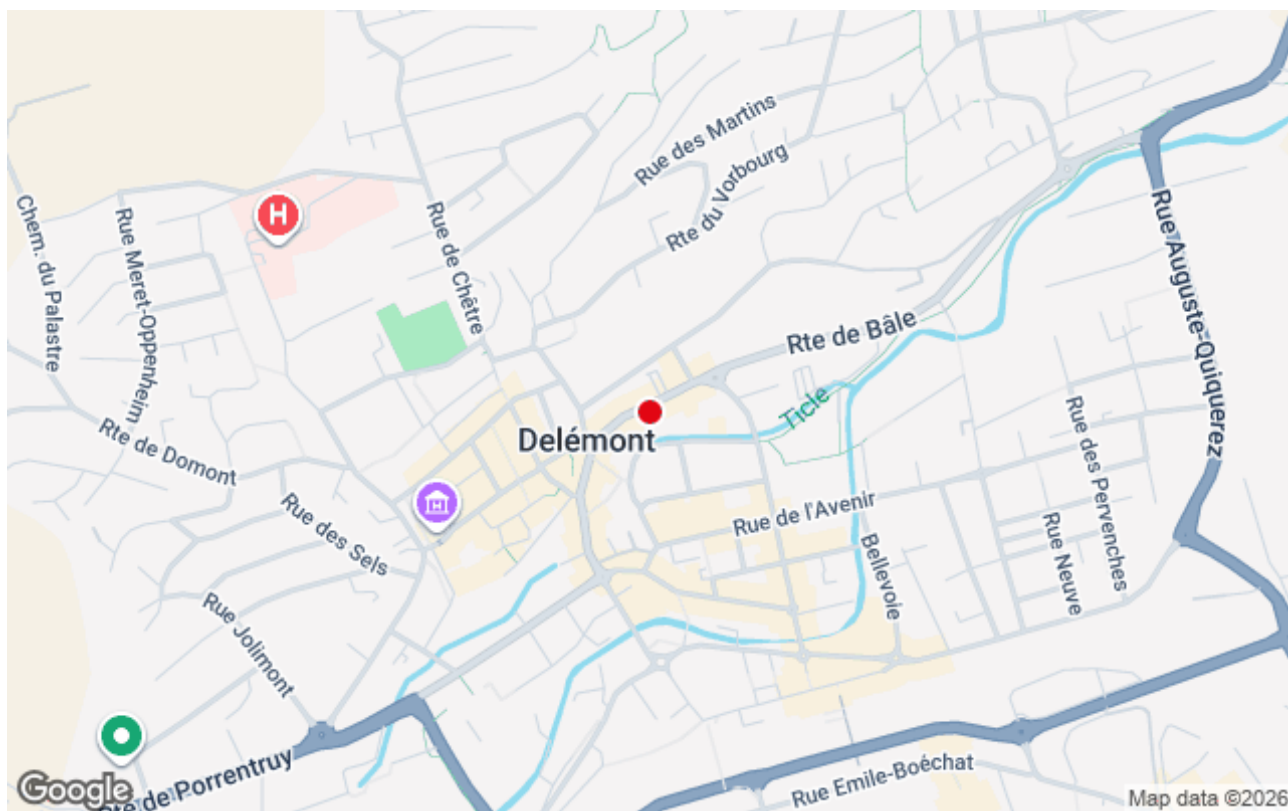 Rue des Martins
Rte du Vorbourg
Rue de Chêtre
Chem. du Palastre
Rue Meret-Oppenheim
H
Rue Auguste-Quiquerez
Rte de Bâle
Ticle
Delémont
Rte de Domont
Rue des Sels
Rue de l'Avenir
Bellevoie
Rue des Pervenches
Rue Neuve
Rue Jolimont
Rte de Porrentruy
Rue Emile-Boéchat
Google
Map data ©2026